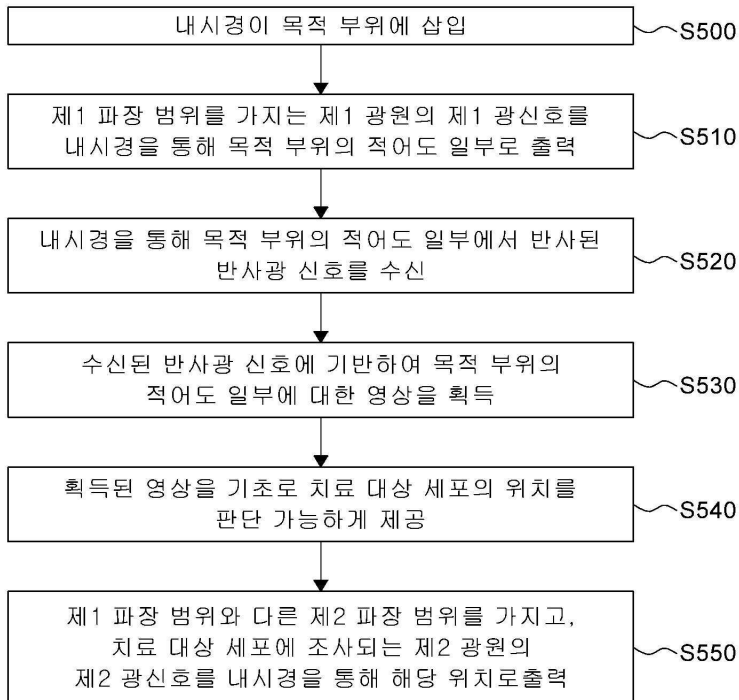 내시경이 목적 부위에 삽입
S500
제1 파장 범위를 가지는 제1 광원의 제1 광신호를
내시경을 통해 목적 부위의 적어도 일부로 출력
S510
내시경을 통해 목적 부위의 적어도 일부에서 반사된
반사광 신호를 수신
S520
수신된 반사광 신호에 기반하여 목적 부위의
적어도 일부에 대한 영상을 획득
S530
획득된 영상을 기초로 치료 대상 세포의 위치를
판단 가능하게 제공
S540
제1 파장 범위와 다른 제2 파장 범위를 가지고,
치료 대상 세포에 조사되는 제2 광원의
제2 광신호를 내시경을 통해 해당 위치로출력
S550